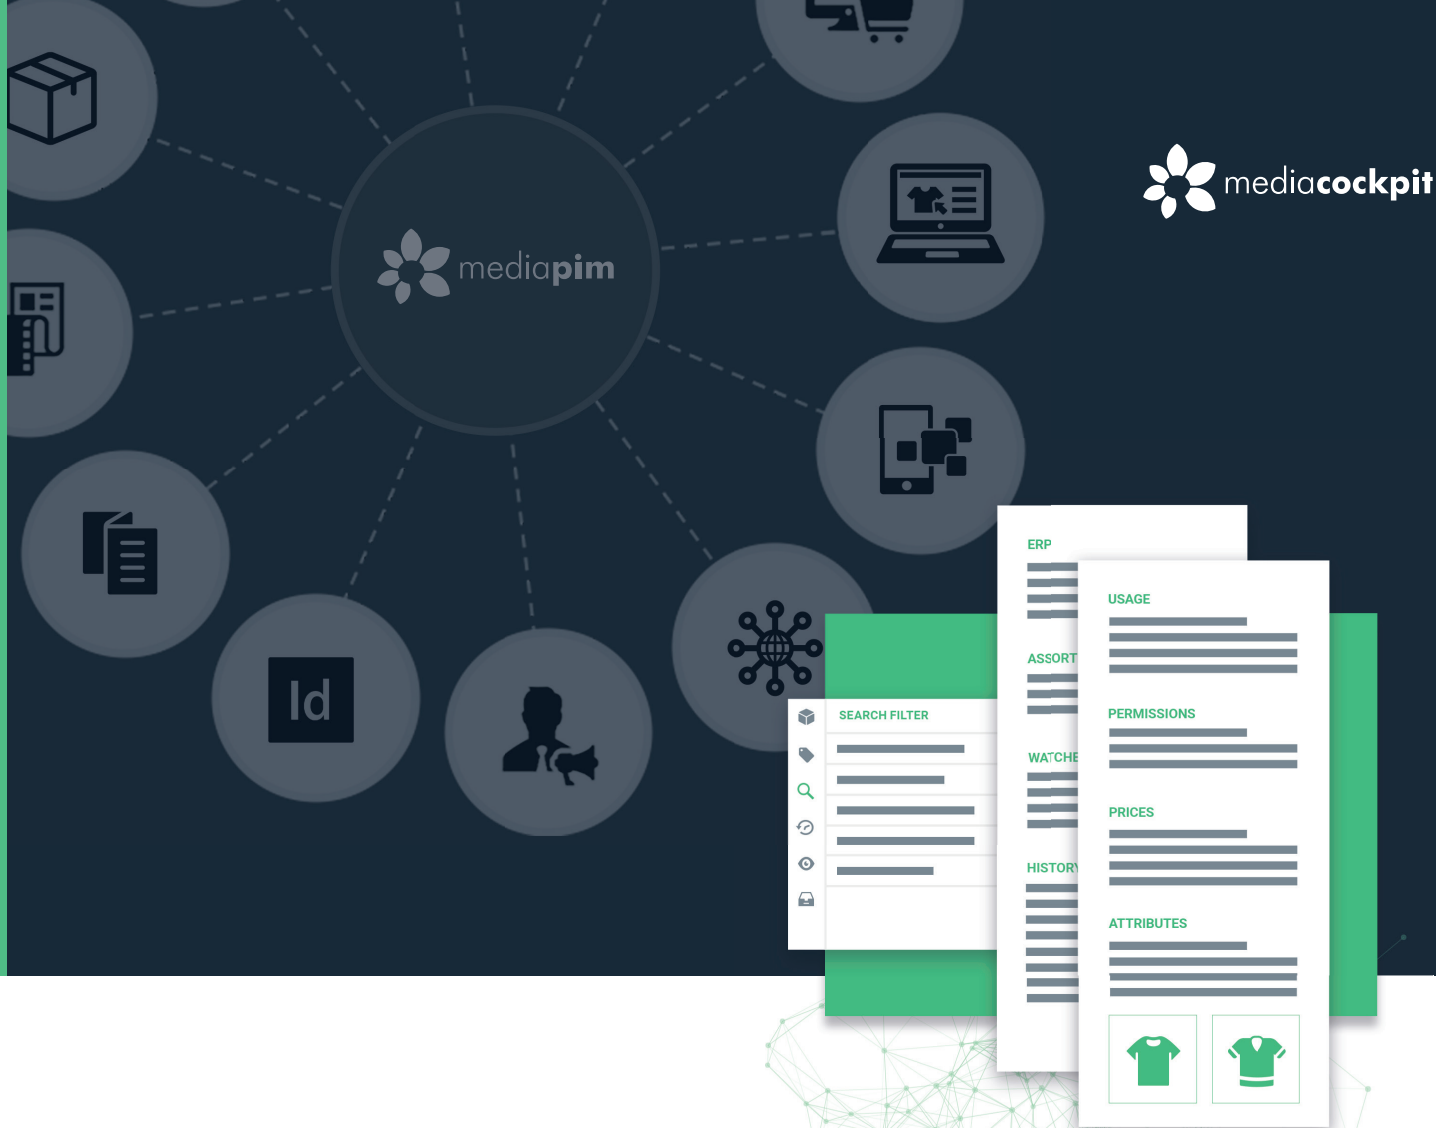 mediacockpit
mediapim
Id
ERP
ASSORT
WATCHE
HISTORY
USAGE
PERMISSIONS
PRICES
ATTRIBUTES
SEARCH FILTER